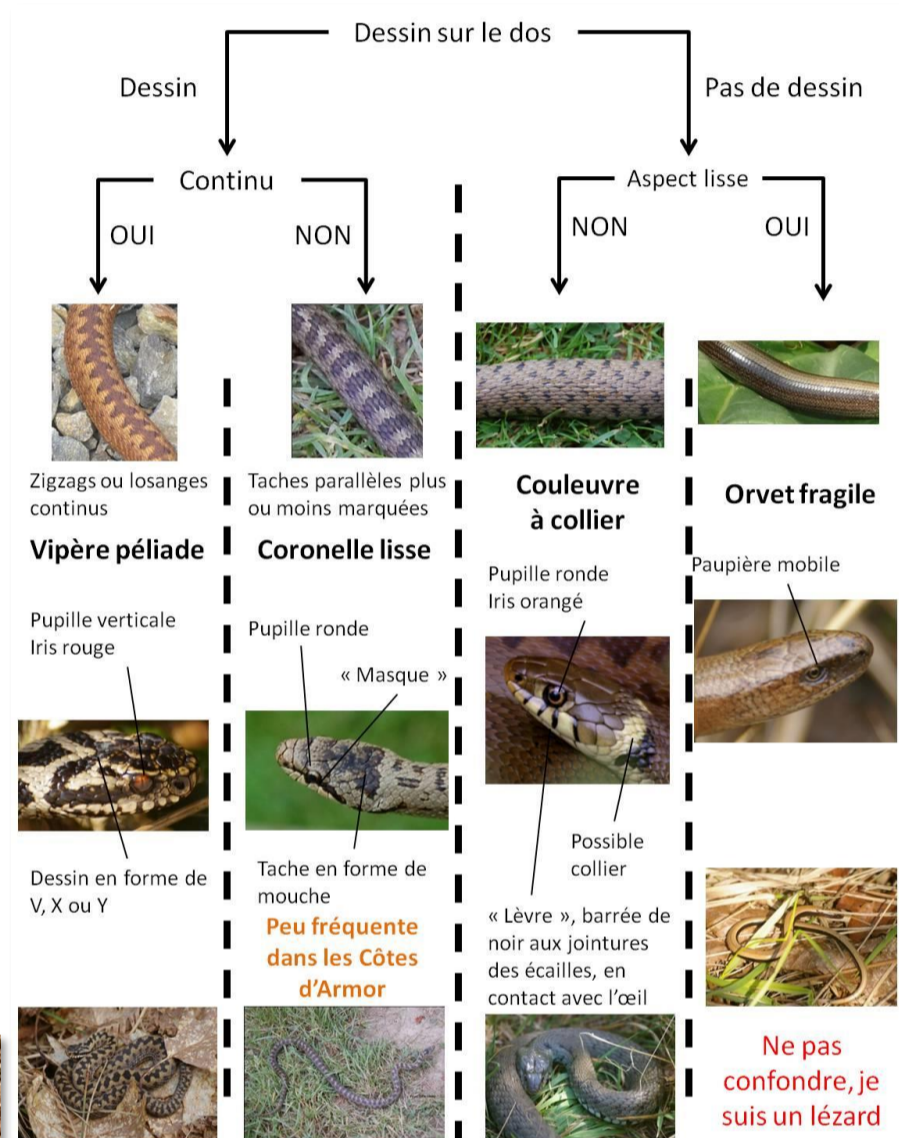 Dessin sur le dos
Dessin
Pas de dessin
Continu
Aspect lisse
OUI
NON
NON
OUI
Zigzags ou losanges
continus
Vipère péliade
Pupille verticale
Iris rouge
Dessin en forme de
V, X ou Y
Taches parallèles plus
ou moins marquées
Coronelle lisse
Pupille ronde
« Masque »
Tache en forme de
mouche
Peu fréquente
dans les Côtes
d'Armor
Couleuvre
à collier
Pupille ronde
Iris orangé
Possible
collier
« Lèvre », barrée de
noir aux jointures
des écailles, en
contact avec l'œil
Orvet fragile
Paupière mobile
Ne pas
confondre, je
suis un lézard